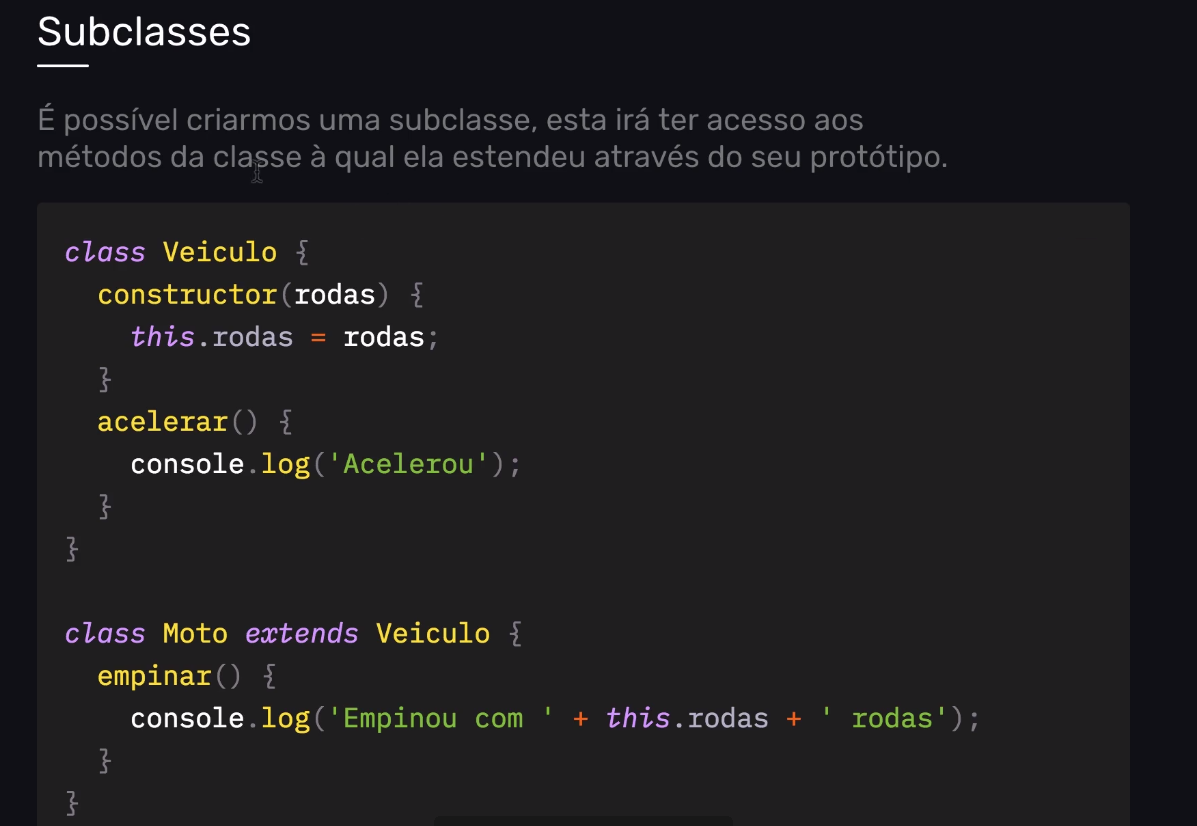 Subclasses
É possível criarmos uma subclasse, esta irá ter acesso aos
métodos da classe à qual ela estendeu através do seu protótipo.
class Veiculo {
  constructor(rodas) {
    this.rodas = rodas;
  }
  acelerar() {
    console.log('Acelerou');
  }
}

class Moto extends Veiculo {
  empinar() {
    console.log('Empinou com ' + this.rodas + ' rodas');
  }
}